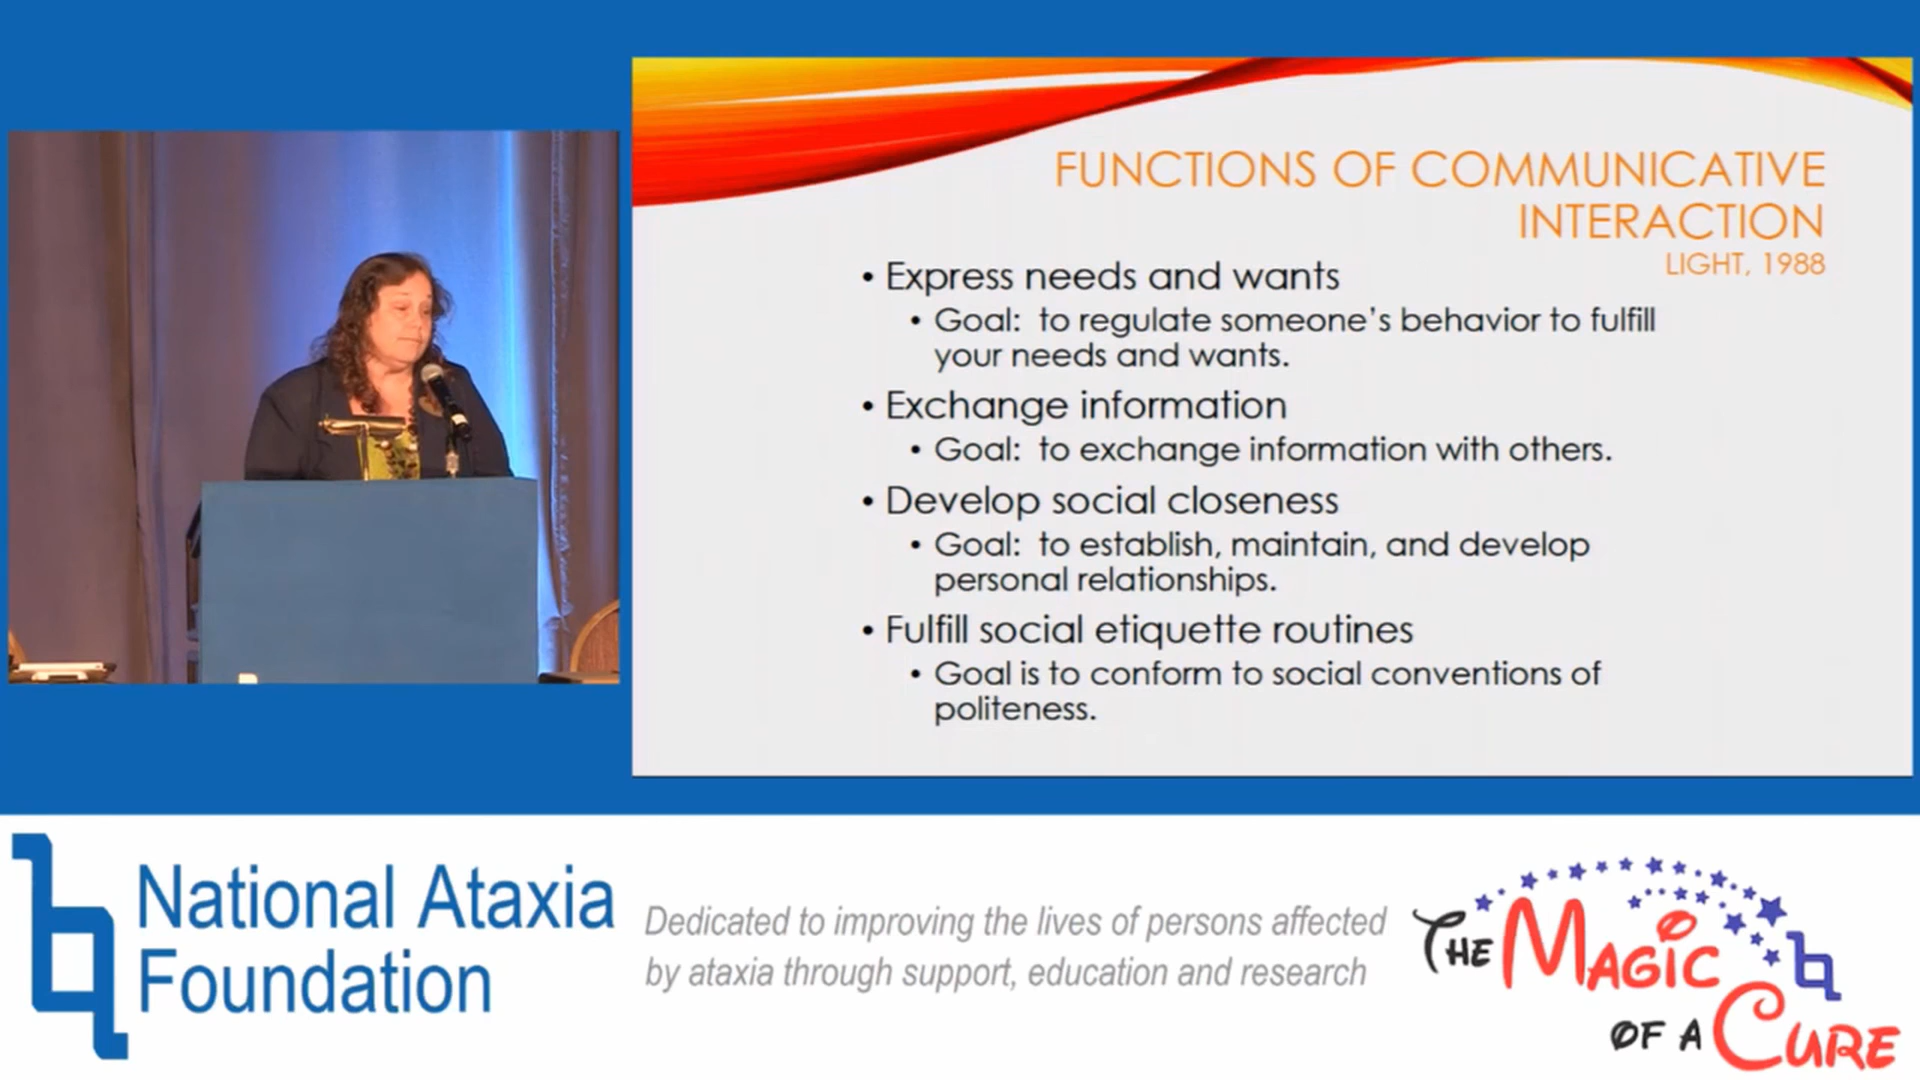 FUNCTIONS OF COMMUNICATIVE
INTERACTION
LIGHT, 1988
• Express needs and wants
• Goal:  to regulate someone's behavior to fulfill
your needs and wants.
• Exchange information
• Goal:  to exchange information with others.
• Develop social closeness
• Goal:  to establish, maintain, and develop
personal relationships.
• Fulfill social etiquette routines
• Goal is to conform to social conventions of
politeness.
National Ataxia
Foundation
Dedicated to improving the lives of persons affected
by ataxia through support, education and research
THE MAGIC
OF A CURE